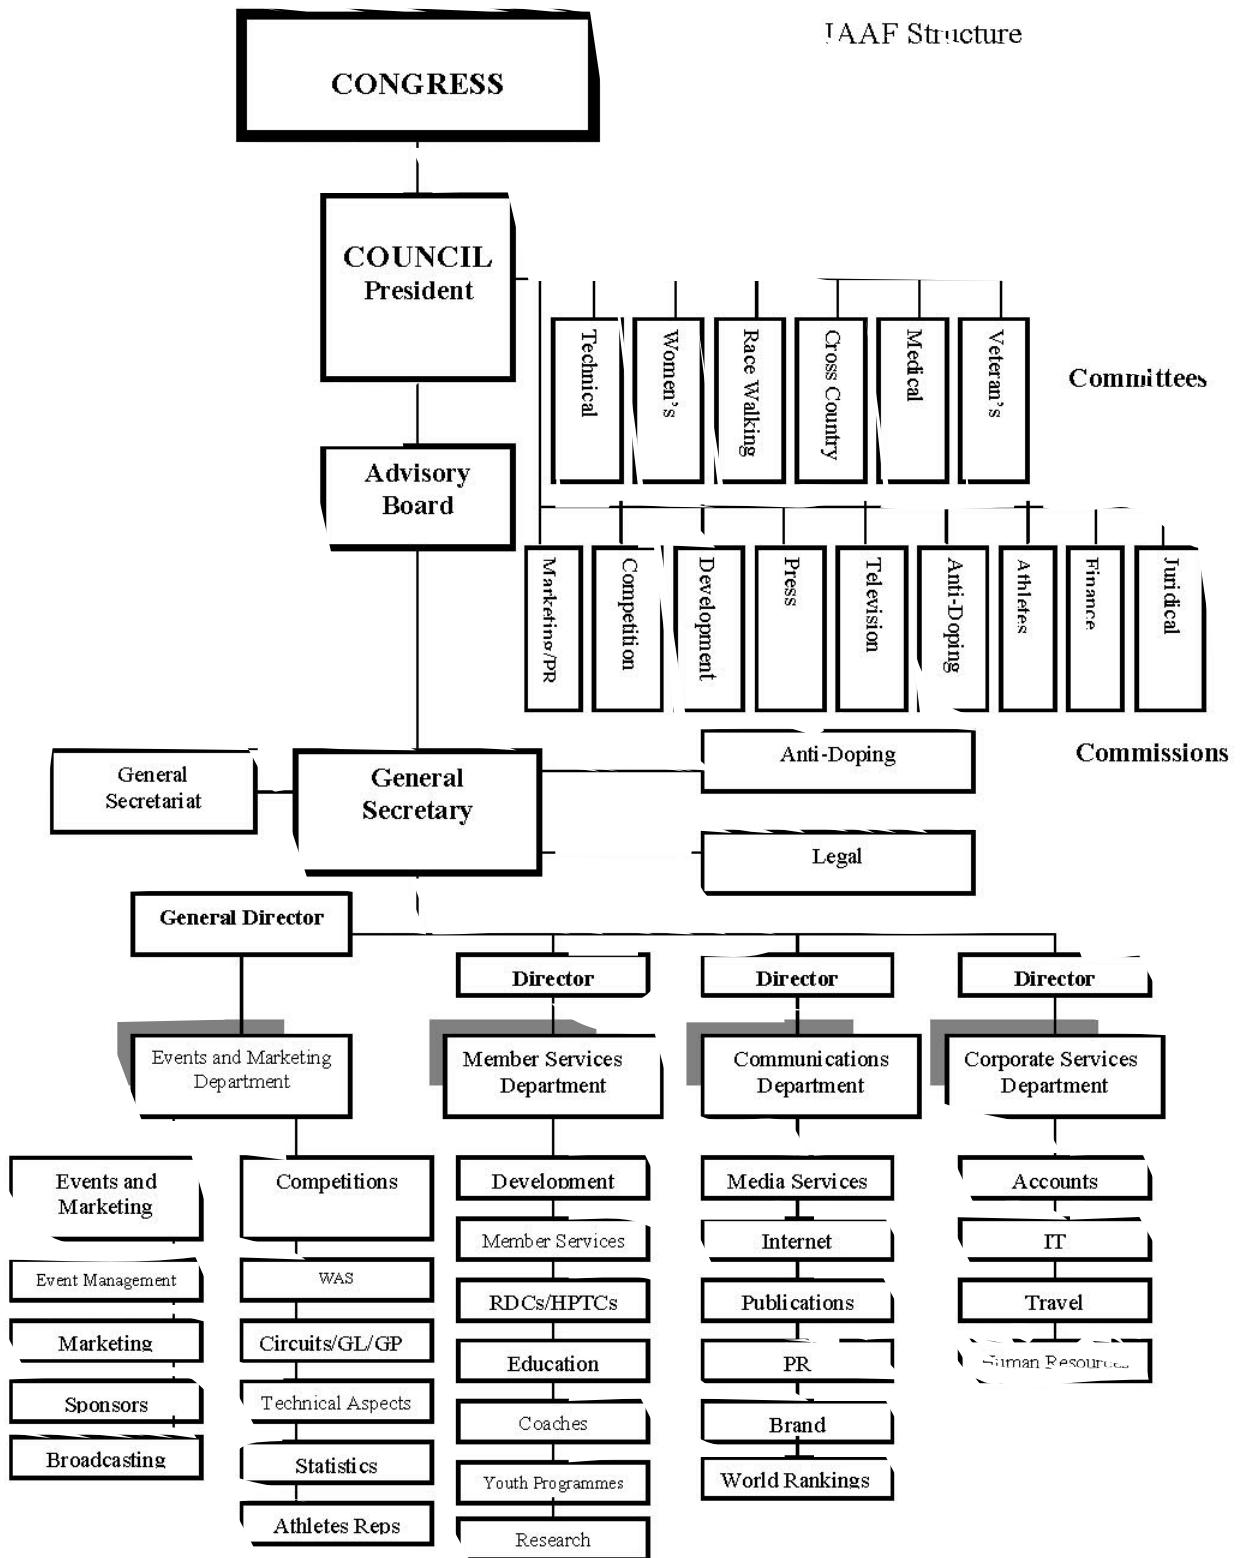 IAAF Structure
CONGRESS
COUNCIL
President
Technical
Women's
Race Walking
Cross Country
Medical
Veteran's
Committees
Advisory
Board
Marketing/PR
Competition
Development
Press
Television
Anti-Doping
Athletes
Finance
Juridical
Commissions
General
Secretariat
General
Secretary
Anti-Doping
Legal
General Director
Director
Director
Director
Events and Marketing
Department
Member Services
Department
Communications
Department
Corporate Services
Department
Events and
Marketing
Event Management
Marketing
Sponsors
Broadcasting
Competitions
WAS
Circuits/GL/GP
Technical Aspects
Statistics
Athletes Reps
Development
Member Services
RDCs/HPTCs
Education
Coaches
Youth Programmes
Research
Media Services
Internet
Publications
PR
Brand
World Rankings
Accounts
IT
Travel
Human Resources